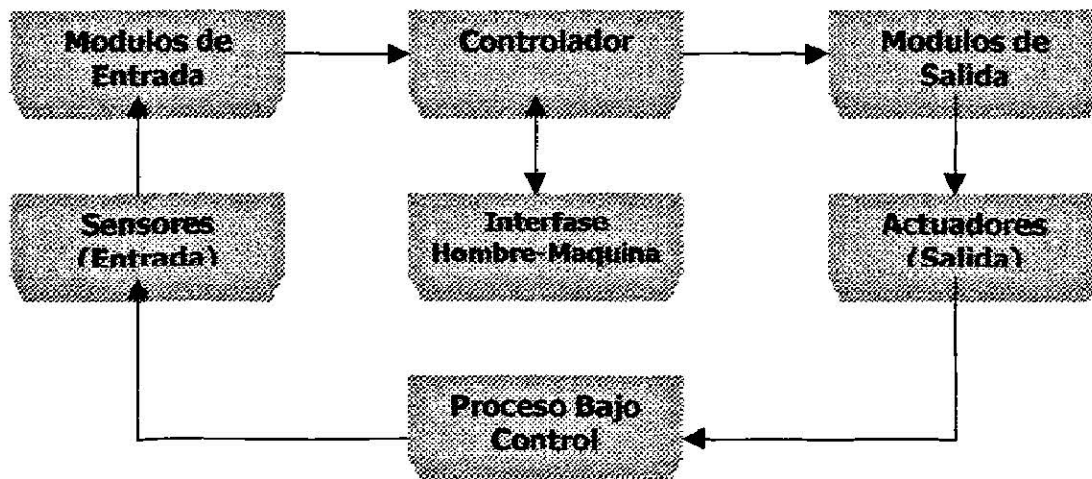 Modulos de
Entrada
Controlador
Modulos de
Salida
Sensores
(Entrada)
Interfase
Hombre-Maquina
Actuadores
(Salida)
Proceso Bajo
Control